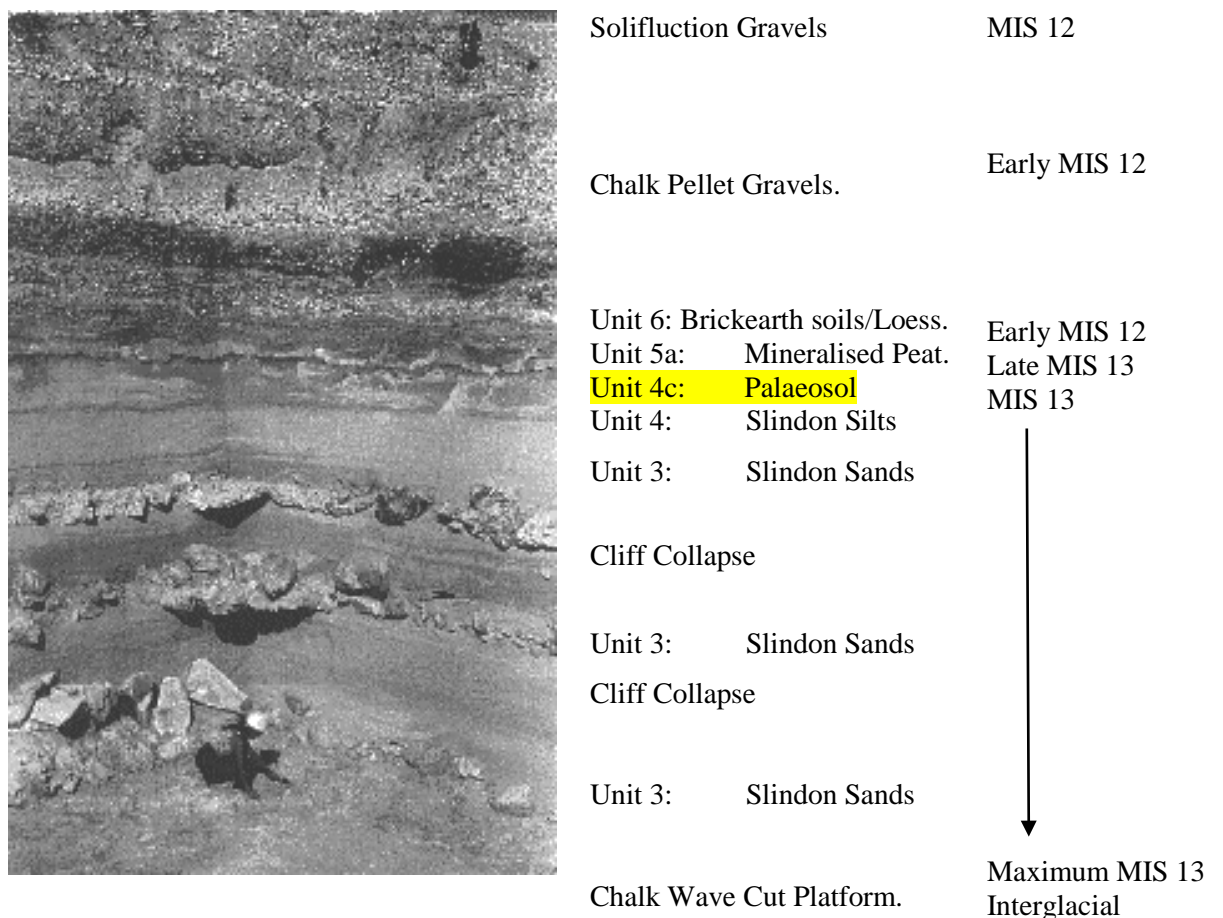 Solifluction Gravels MIS 12
Early MIS 12
Chalk Pellet Gravels.
Unit 6: Brickearth soils/Loess. Early MIS 12
Unit 5a: Mineralised Peat. Late MIS 13
Unit 4c: Palaeosol MIS 13
Unit 4: Slindon Silts
Unit 3: Slindon Sands
Cliff Collapse
Unit 3: Slindon Sands
Cliff Collapse
Unit 3: Slindon Sands
Maximum MIS 13
Chalk Wave Cut Platform. Interglacial